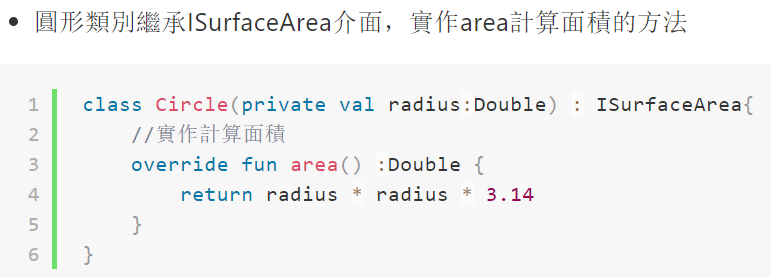 • 圓形類別繼承ISurfaceArea介面，實作area計算面積的方法
1 class Circle(private val radius:Double) : ISurfaceArea{
2     //實作計算面積
3     override fun area() :Double {
4         return radius * radius * 3.14
5     }
6 }